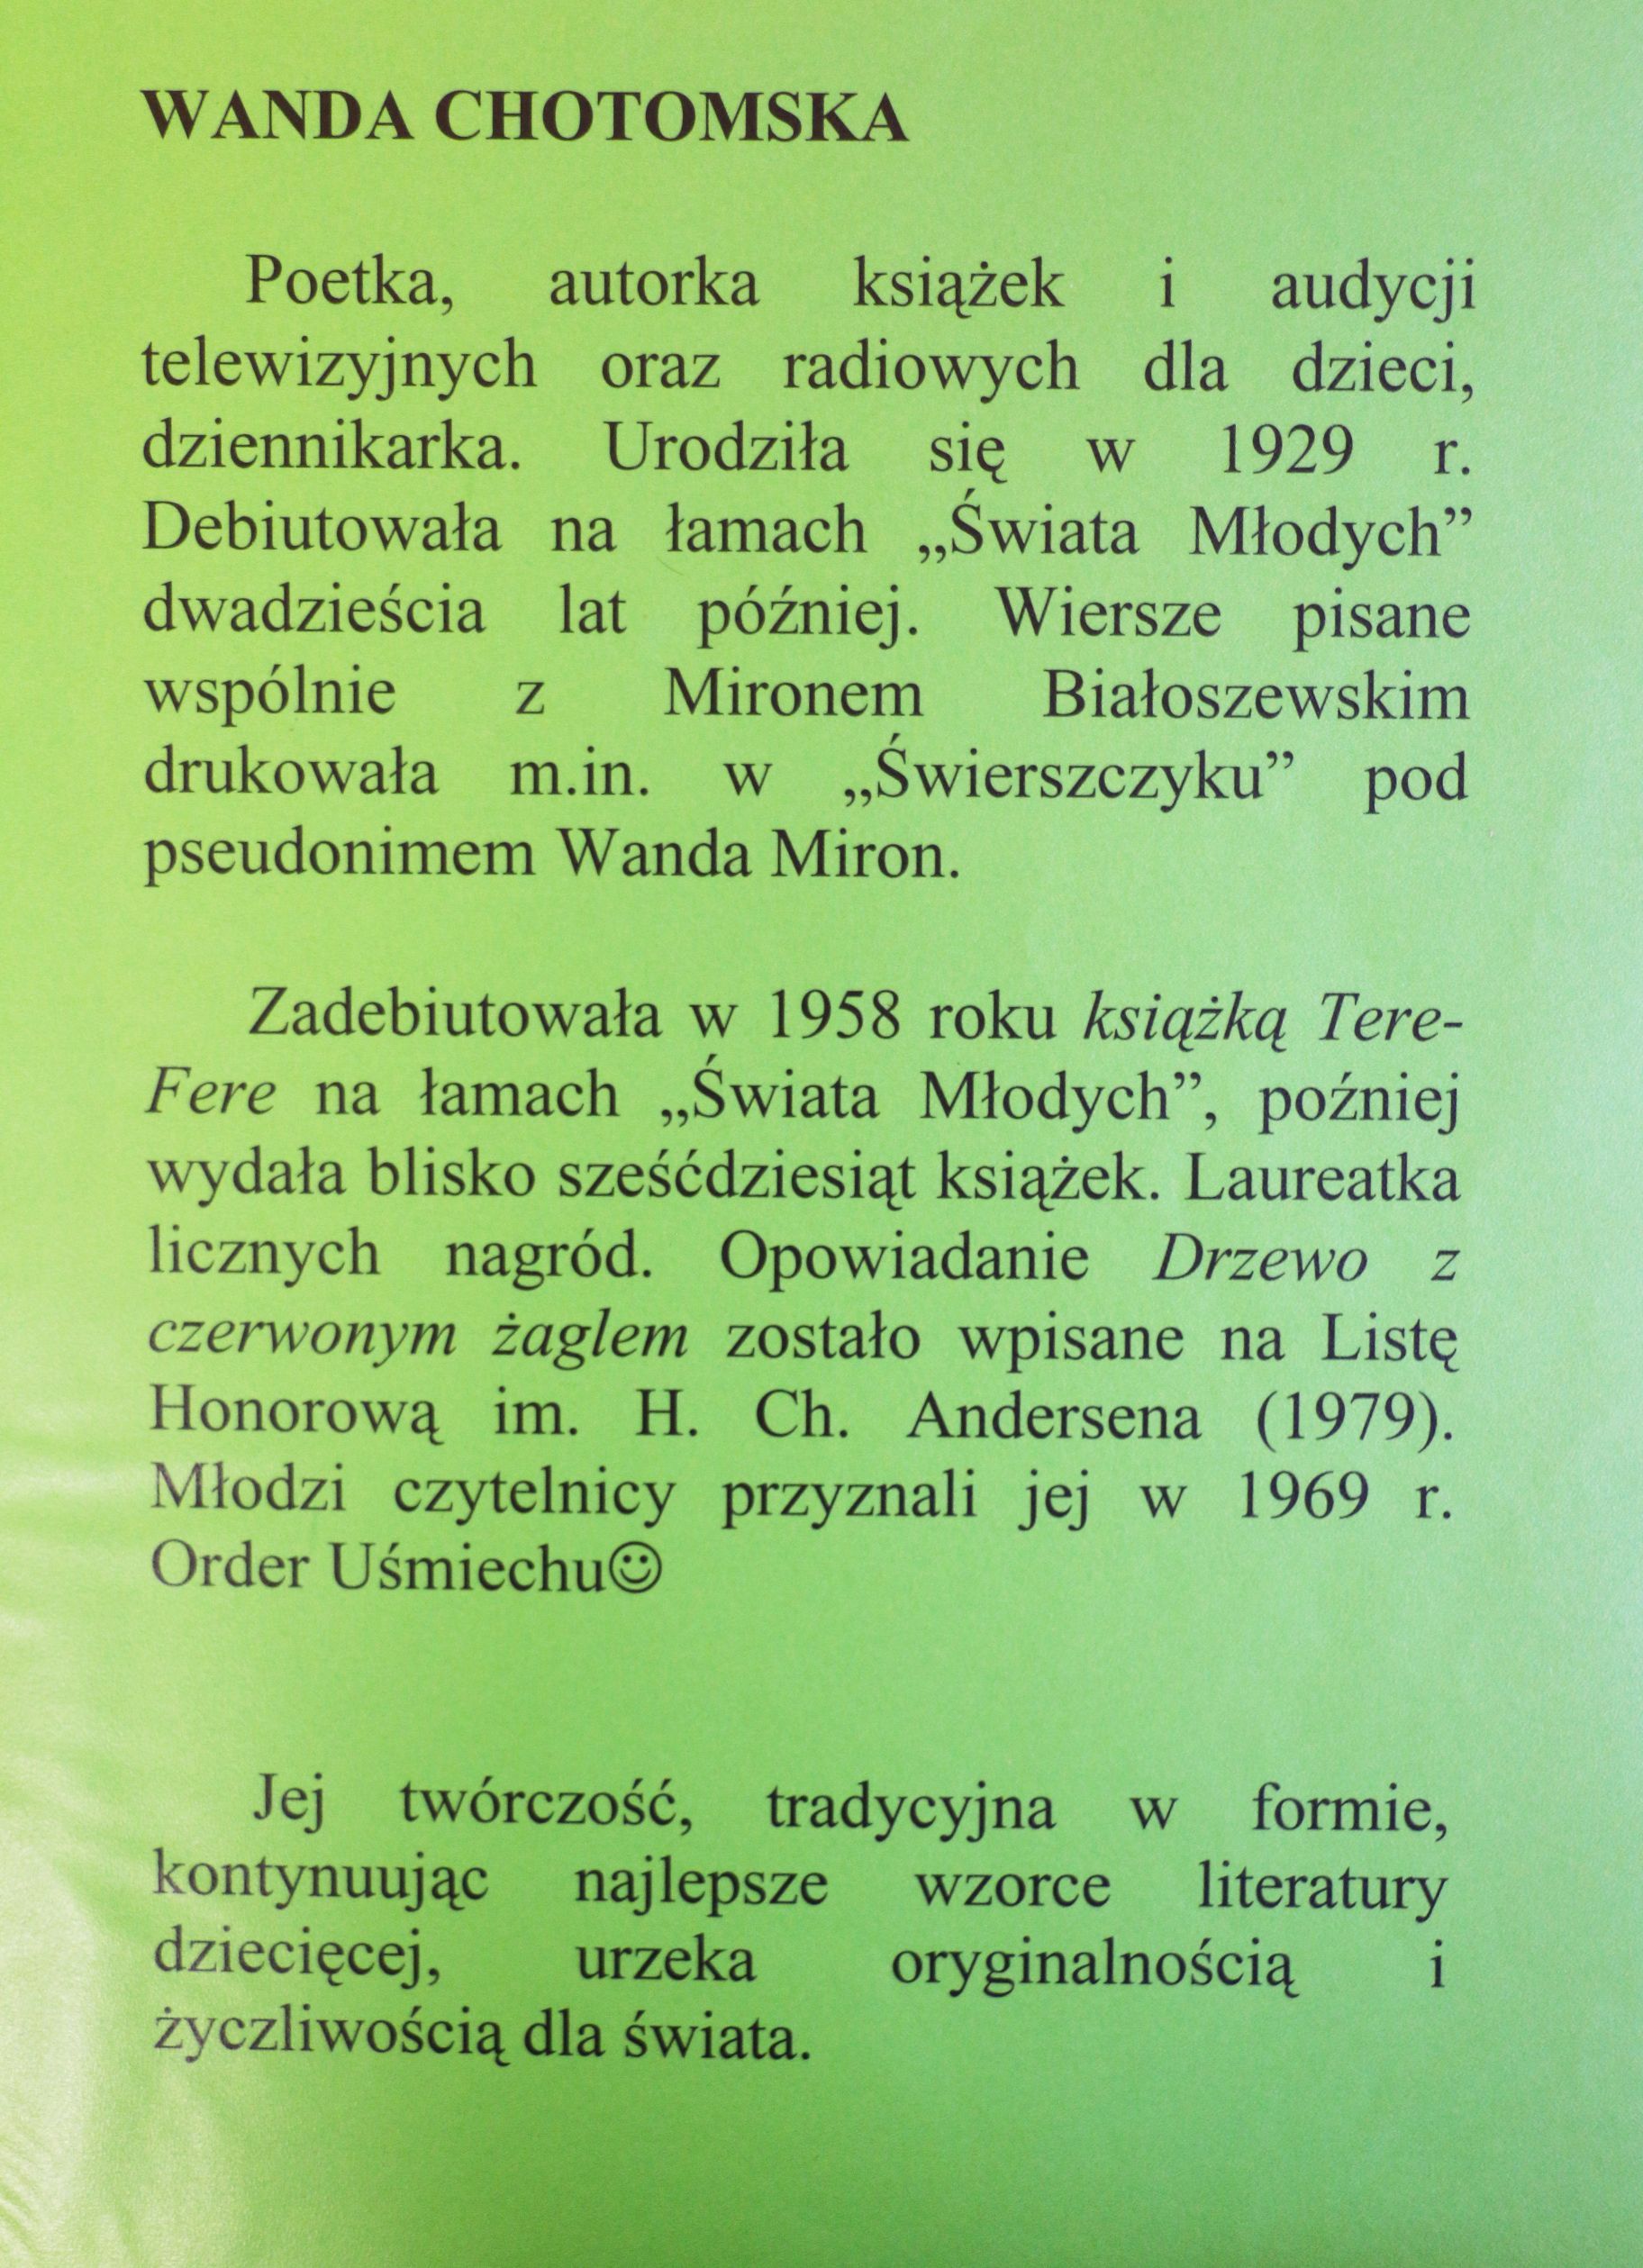 WANDA CHOTOMSKA
Poetka, autorka książek i audycji
telewizyjnych oraz radiowych dla dzieci,
dziennikarka. Urodziła się w 1929 r.
Debiutowała na łamach „Świata Młodych”
dwadzieścia lat później. Wiersze pisane
wspólnie z Mironem Białoszewskim
drukowała m.in. w „Świerszczyku” pod
pseudonimem Wanda Miron.
Zadebiutowała w 1958 roku książką Tere-
Fere na łamach „Świata Młodych”, poźniej
wydała blisko sześćdziesiąt książek. Laureatka
licznych nagród. Opowiadanie Drzewo z
czerwonym żaglem zostało wpisane na Listę
Honorową im. H. Ch. Andersena (1979).
Młodzi czytelnicy przyznali jej w 1969 r.
Order Uśmiechu☺
Jej twórczość, tradycyjna w formie,
kontynuując najlepsze wzorce literatury
dziecięcej, urzeka oryginalnością i
życzliwością dla świata.